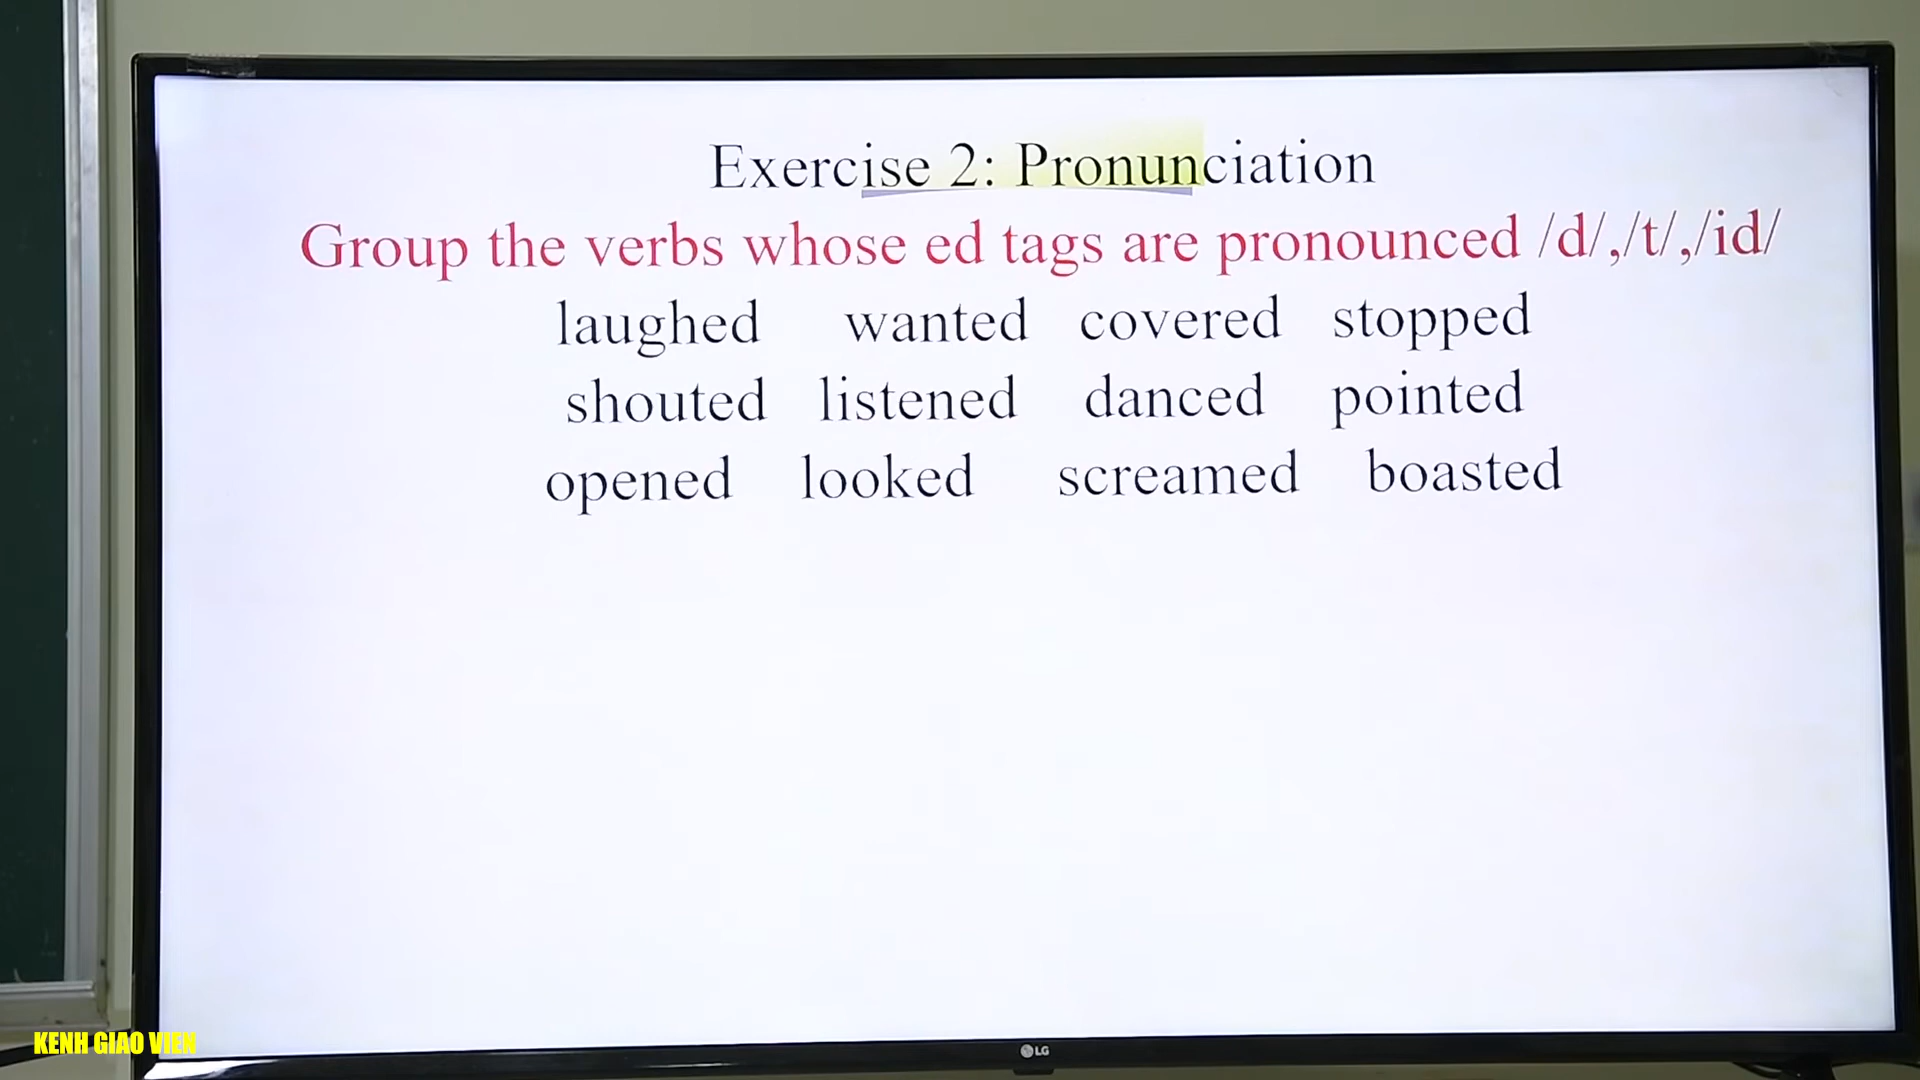 Exercise 2: Pronunciation
Group the verbs whose ed tags are pronounced /d/,/t/,/id/
laughed wanted covered stopped
shouted listened danced pointed
opened looked screamed boasted
LG
KENH GIAO VIEN